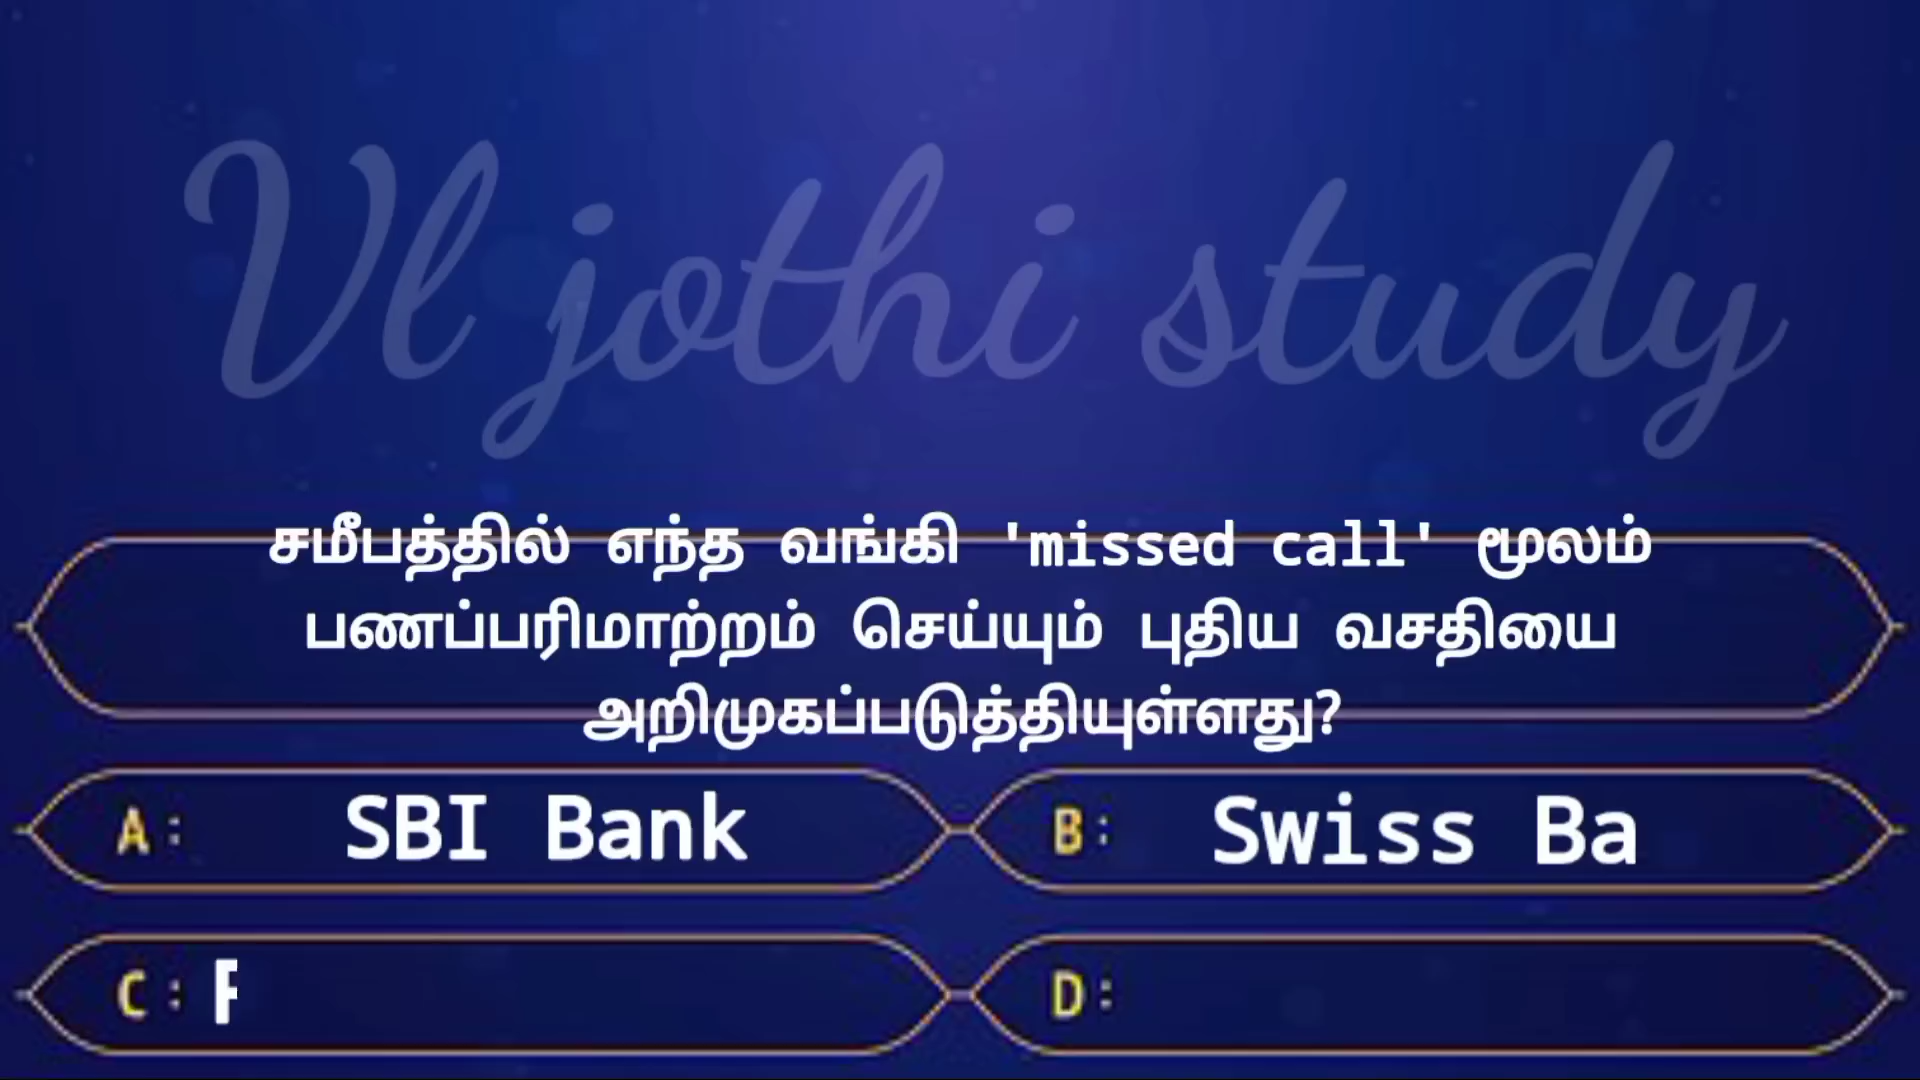 Vl jothi study
சமீபத்தில் எந்த வங்கி 'missed call' மூலம்
பணப்பரிமாற்றம் செய்யும் புதிய வசதியை
அறிமுகப்படுத்தியுள்ளது?
A: SBI Bank
B: Swiss Ba
C:
D: